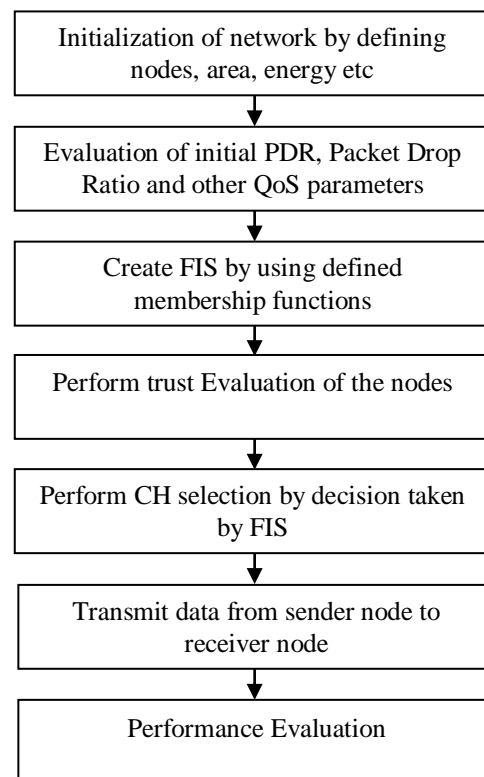 Initialization of network by defining
nodes, area, energy etc
Evaluation of initial PDR, Packet Drop
Ratio and other QoS parameters
Create FIS by using defined
membership functions
Perform trust Evaluation of the nodes
Perform CH selection by decision taken
by FIS
Transmit data from sender node to
receiver node
Performance Evaluation